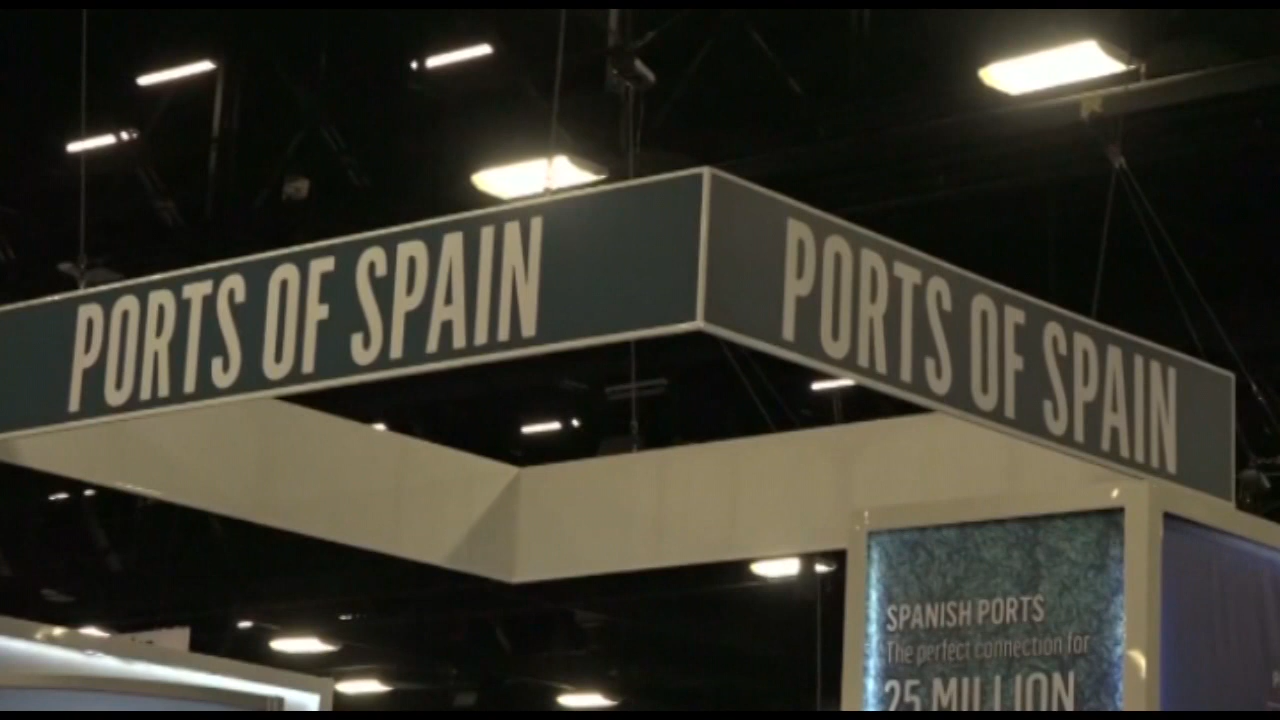 PORTS OF SPAIN
PORTS OF SPAIN
SPANISH PORTS
The perfect connection for
25 MILLION